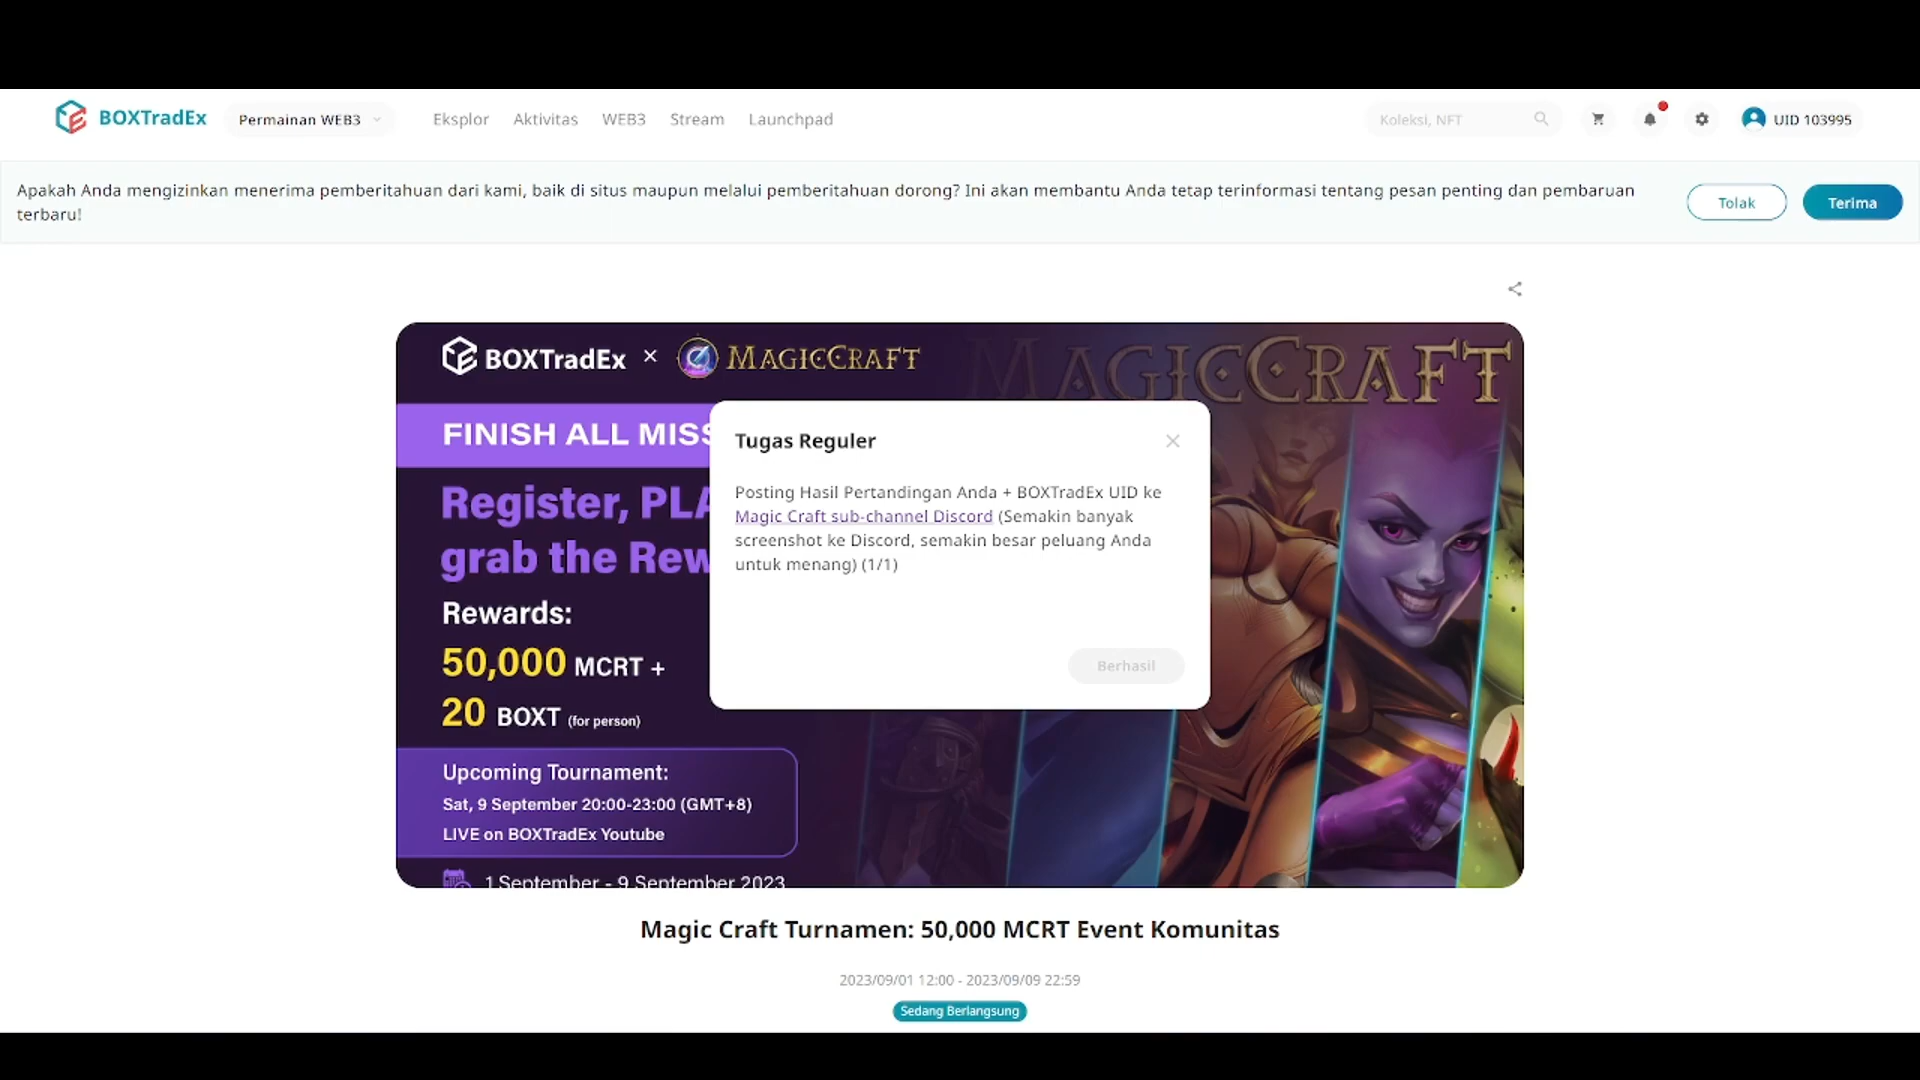 BOXTradEx
Permainan WEB3
Eksplor
Aktivitas
WEB3
Stream
Launchpad
Koleksi, NFT
UID 103995
Apakah Anda mengizinkan menerima pemberitahuan dari kami, baik di situs maupun melalui pemberitahuan dorong? Ini akan membantu Anda tetap terinformasi tentang pesan penting dan pembaruan
terbaru!
Tolak
Terima
BOXTradEx × MAGICCRAFT
MAGICCRAFT
FINISH ALL MISS
Register, PLA
grab the Rew
Rewards:
50,000 MCRT +
20 BOXT (for person)
Upcoming Tournament:
Sat, 9 September 20:00-23:00 (GMT+8)
LIVE on BOXTradEx Youtube
1 September - 9 September 2023
Tugas Reguler
Posting Hasil Pertandingan Anda + BOXTradEx UID ke
Magic Craft sub-channel Discord (Semakin banyak
screenshot ke Discord, semakin besar peluang Anda
untuk menang) (1/1)
Berhasil
Magic Craft Turnamen: 50,000 MCRT Event Komunitas
2023/09/01 12:00 - 2023/09/09 22:59
Sedang Berlangsung